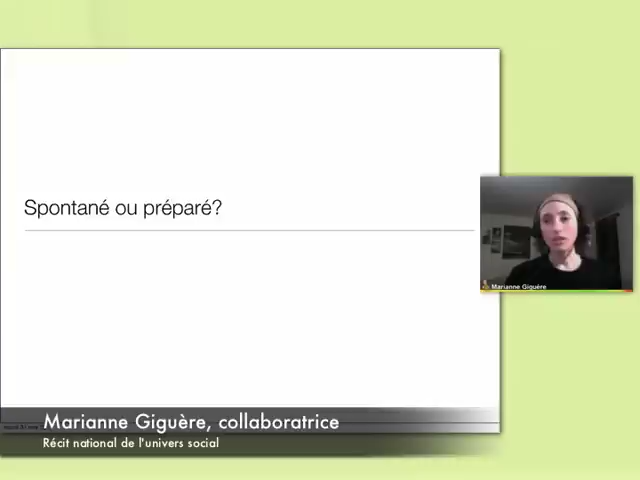 Spontané ou préparé?
Marianne Giguère
Marianne Giguère, collaboratrice
Récit national de l'univers social